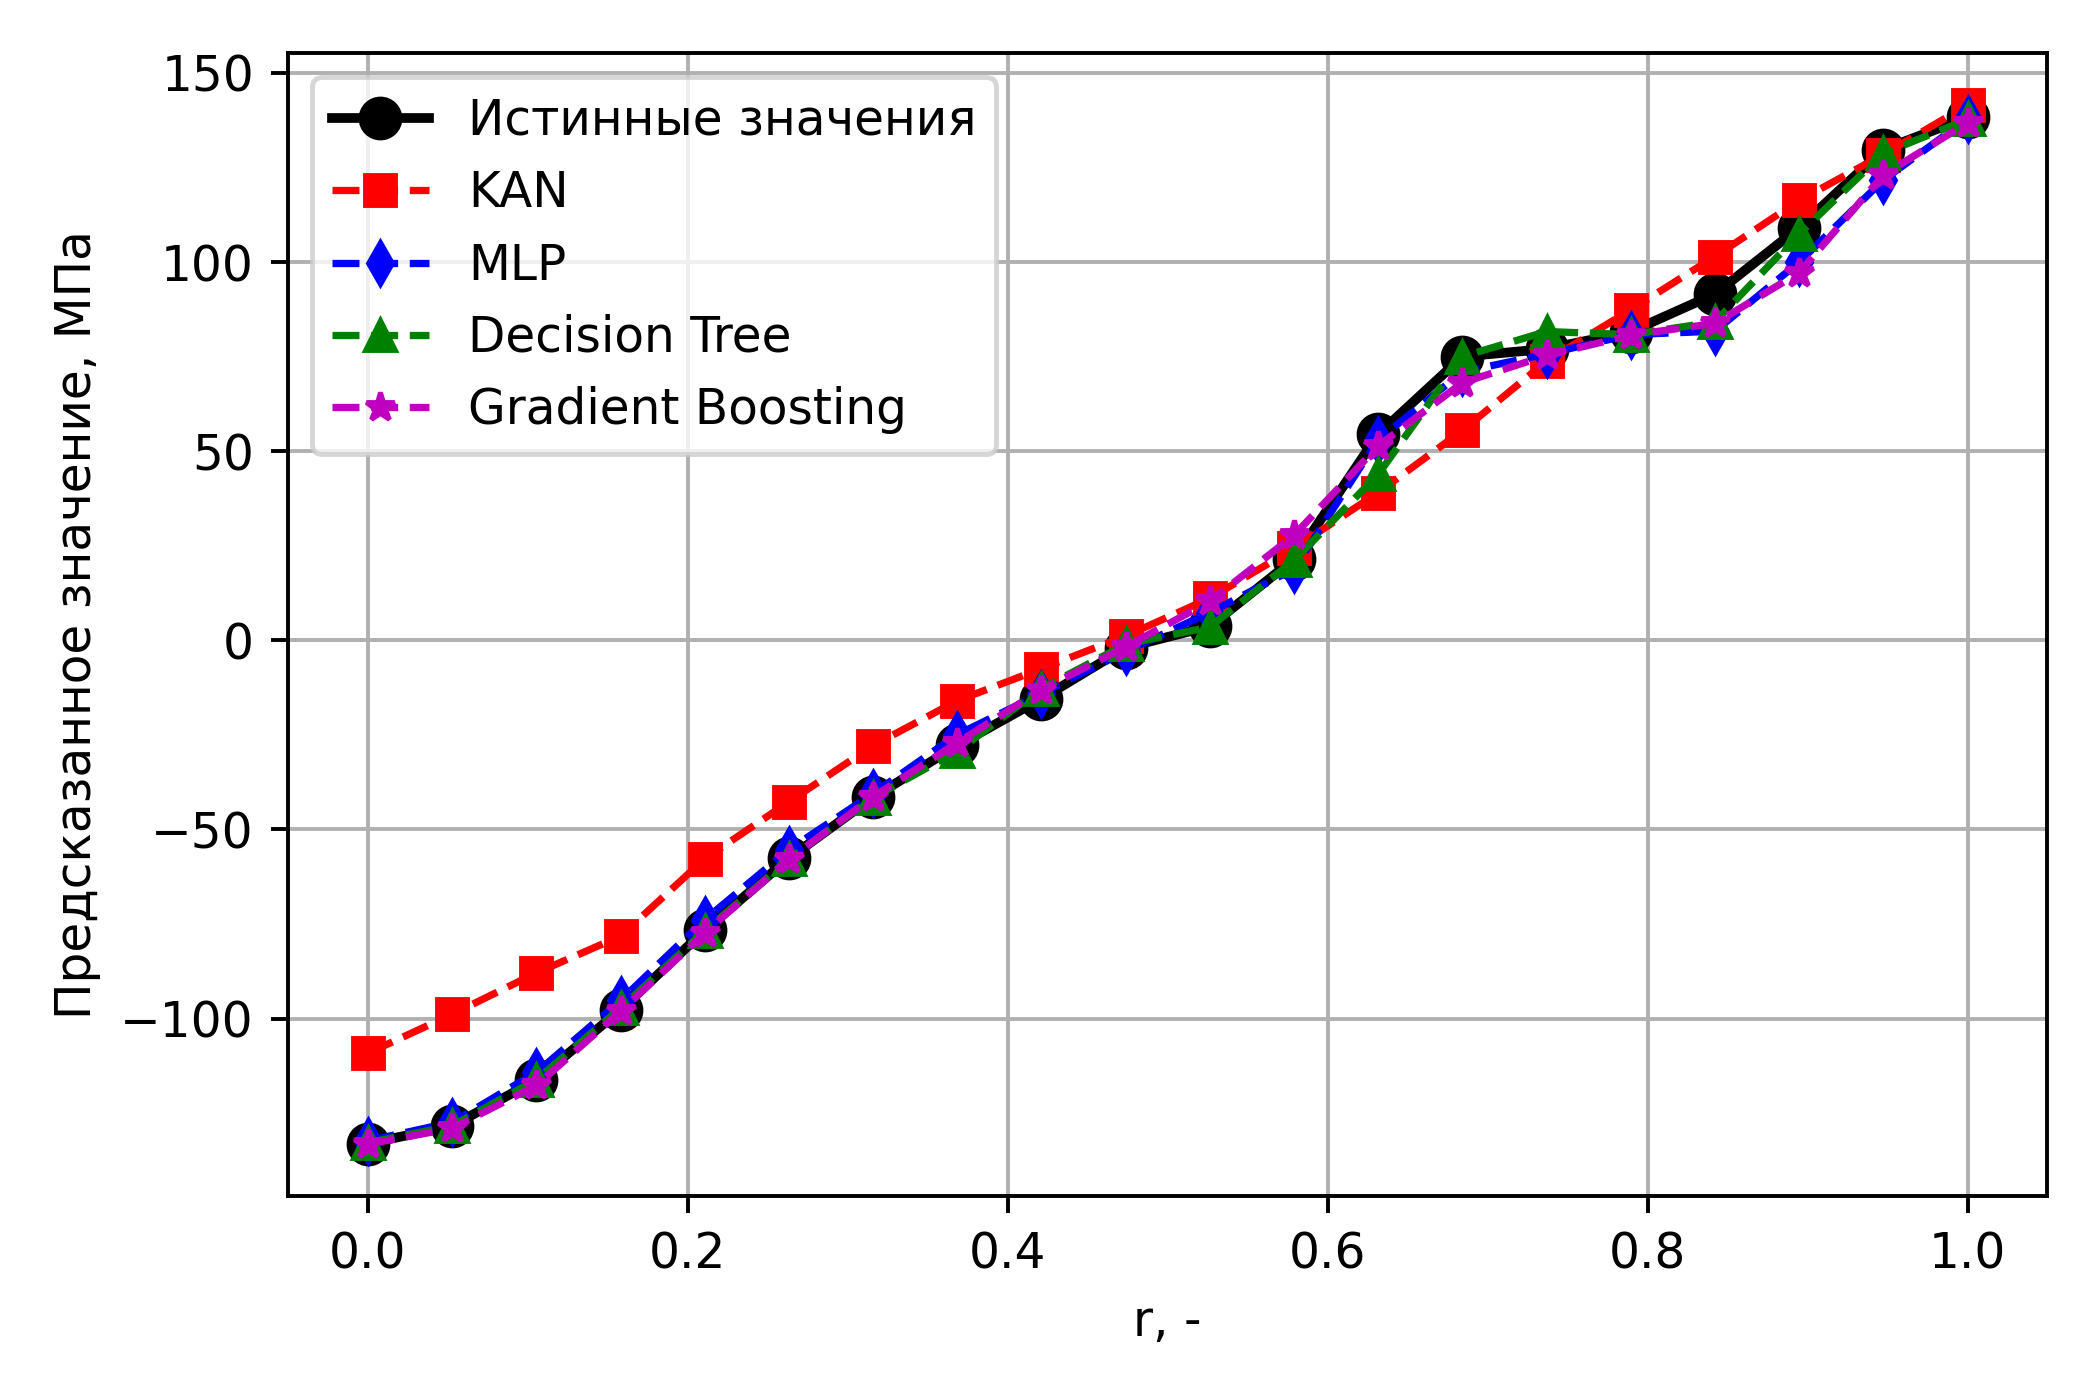 Истинные значения
KAN
MLP
Decision Tree
Gradient Boosting
Предсказанное значение, МПа
150
100
50
0
−50
−100
0.0 0.2 0.4 0.6 0.8 1.0
r, -